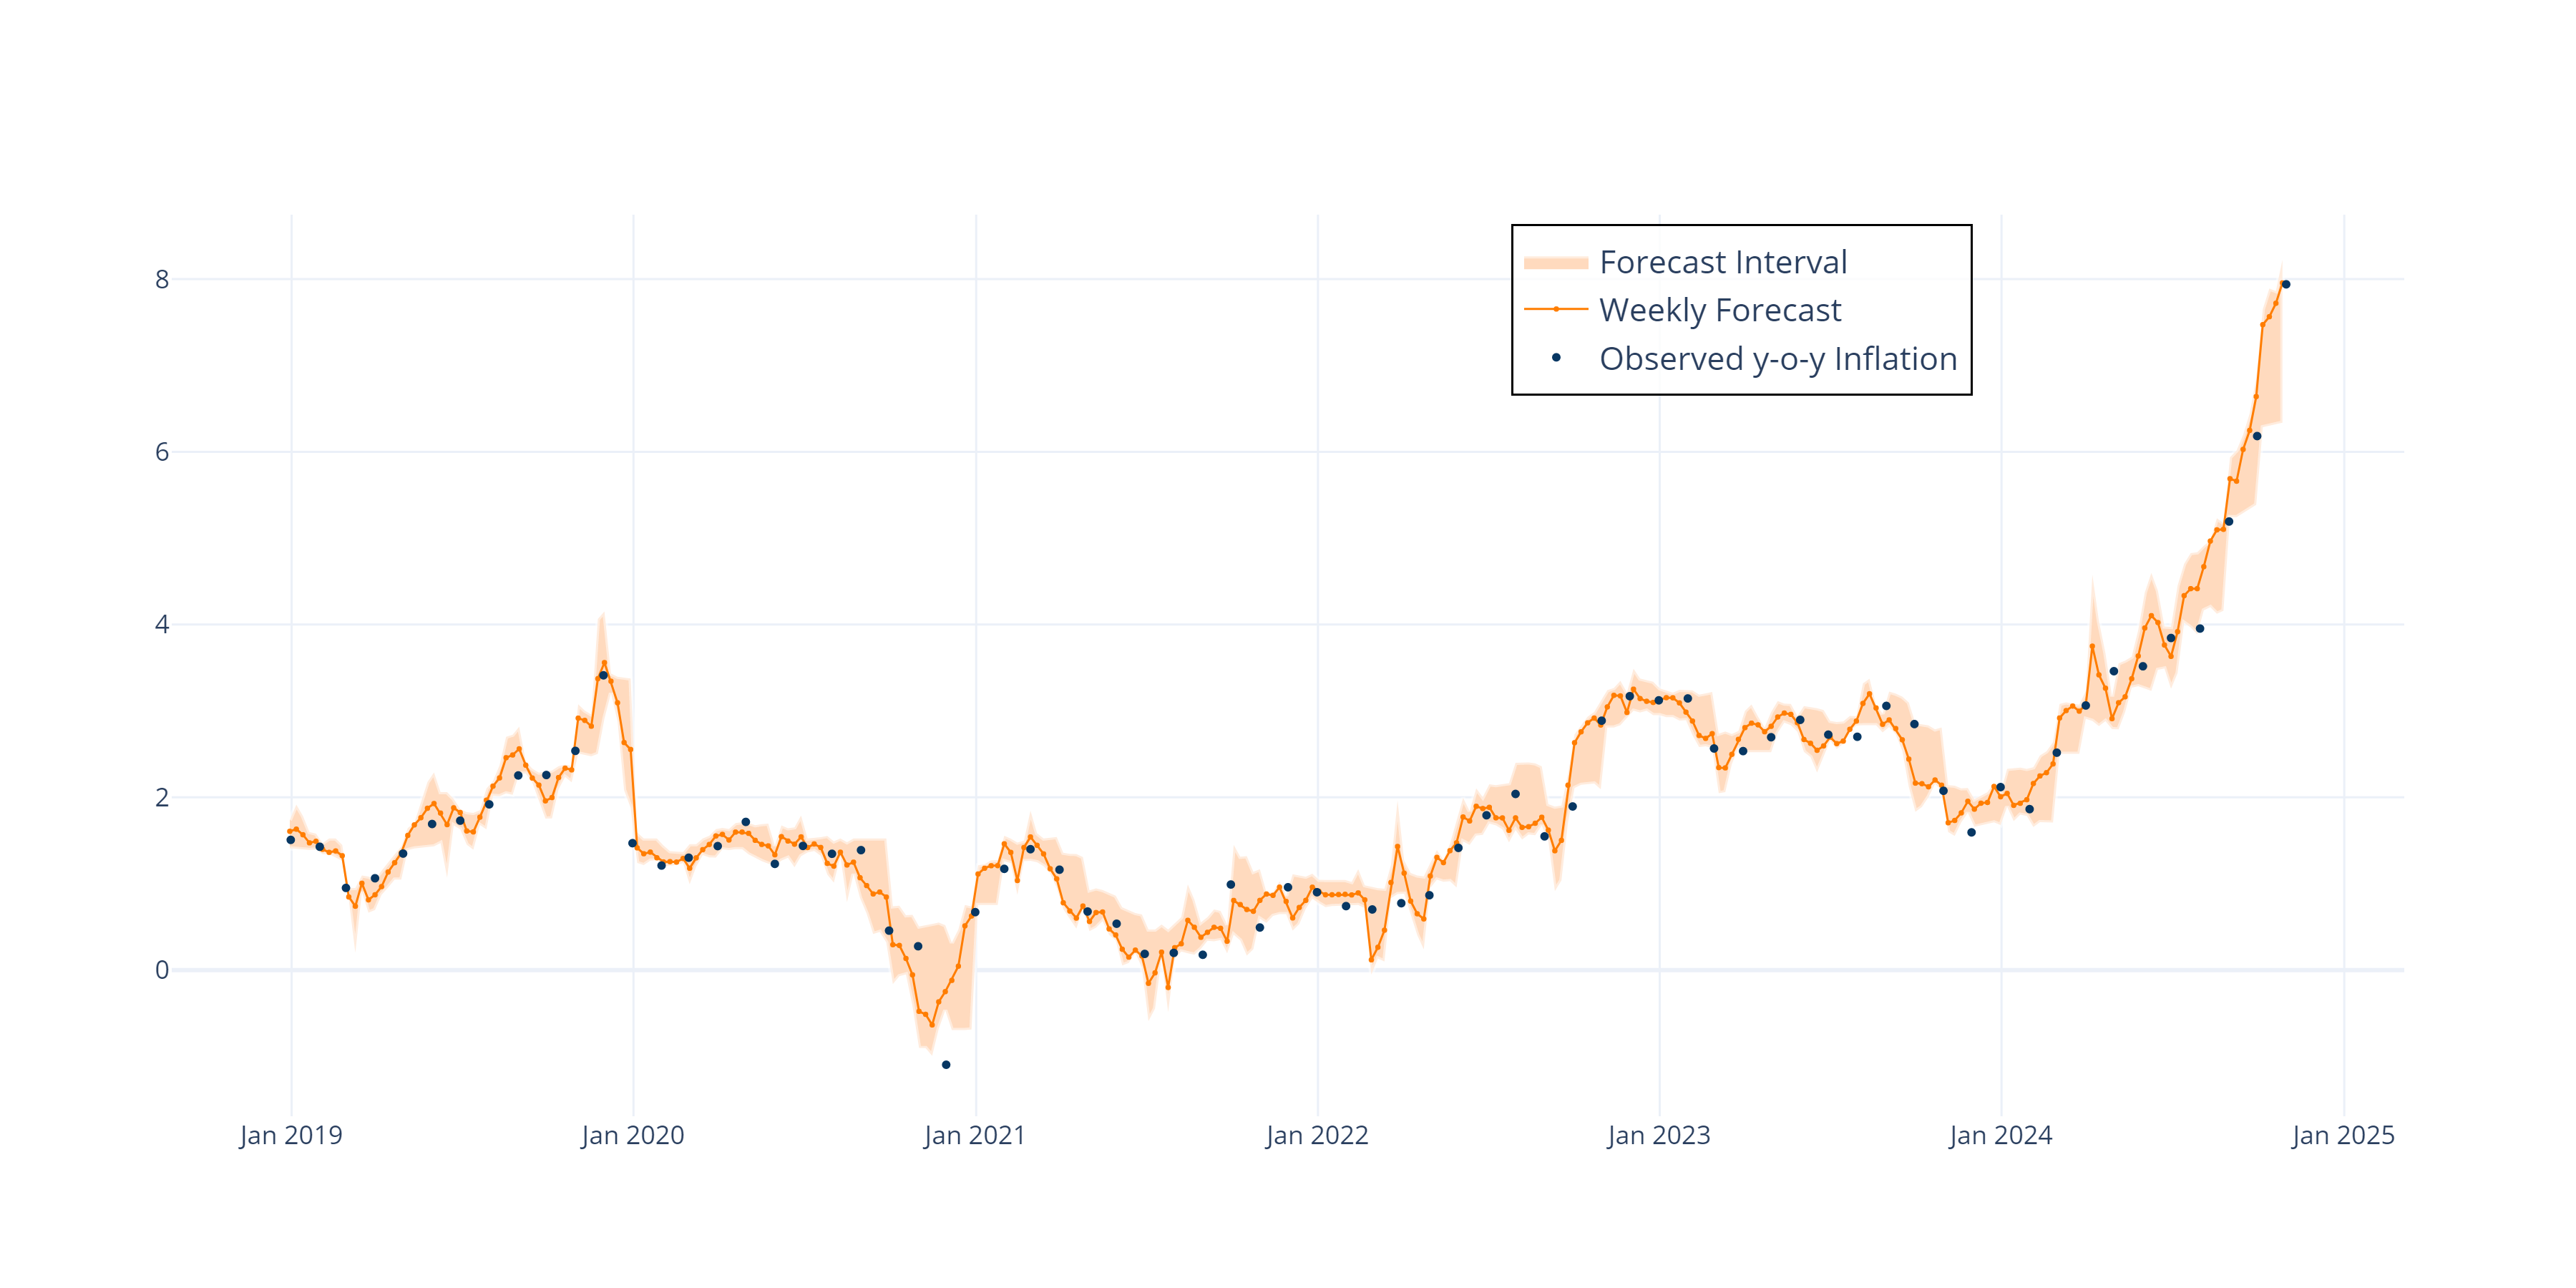 Forecast Interval
Weekly Forecast
Observed y-o-y Inflation
8
6
4
2
0
Jan 2019 Jan 2020 Jan 2021 Jan 2022 Jan 2023 Jan 2024 Jan 2025